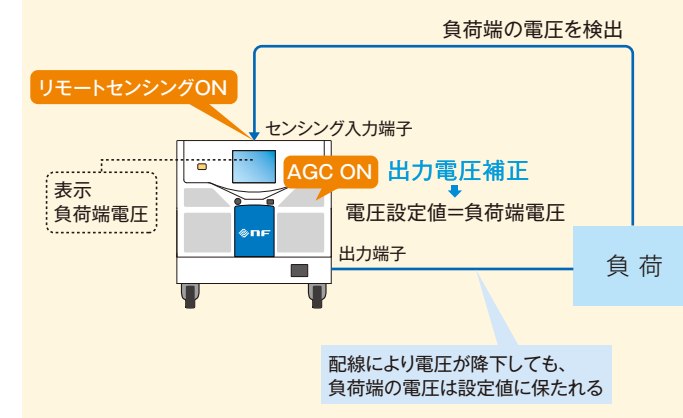 負荷端の電圧を検出
リモートセンシングON
センシング入力端子
AGC ON
出力電圧補正
表示
負荷端電圧
電圧設定値=負荷端電圧
nF
出力端子
負荷
配線により電圧が降下しても、
負荷端の電圧は設定値に保たれる